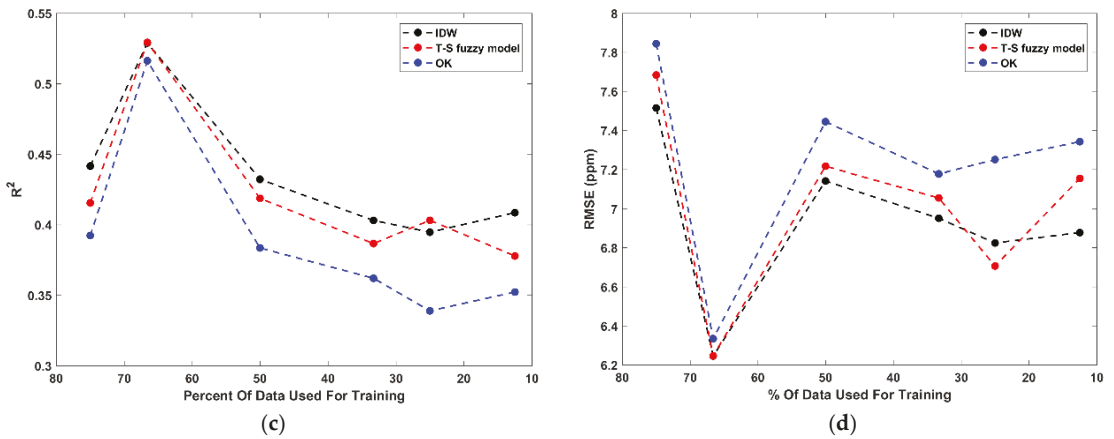 0.55
0.5
0.45
0.4
0.35
0.3
R2
80 70 60 50 40 30 20 10
Percent Of Data Used For Training
IDW
T-S fuzzy model
OK
(c)
8
7.8
7.6
7.4
7.2
7
6.8
6.6
6.4
6.2
RMSE (ppm)
80 70 60 50 40 30 20 10
% Of Data Used For Training
IDW
T-S fuzzy model
OK
(d)